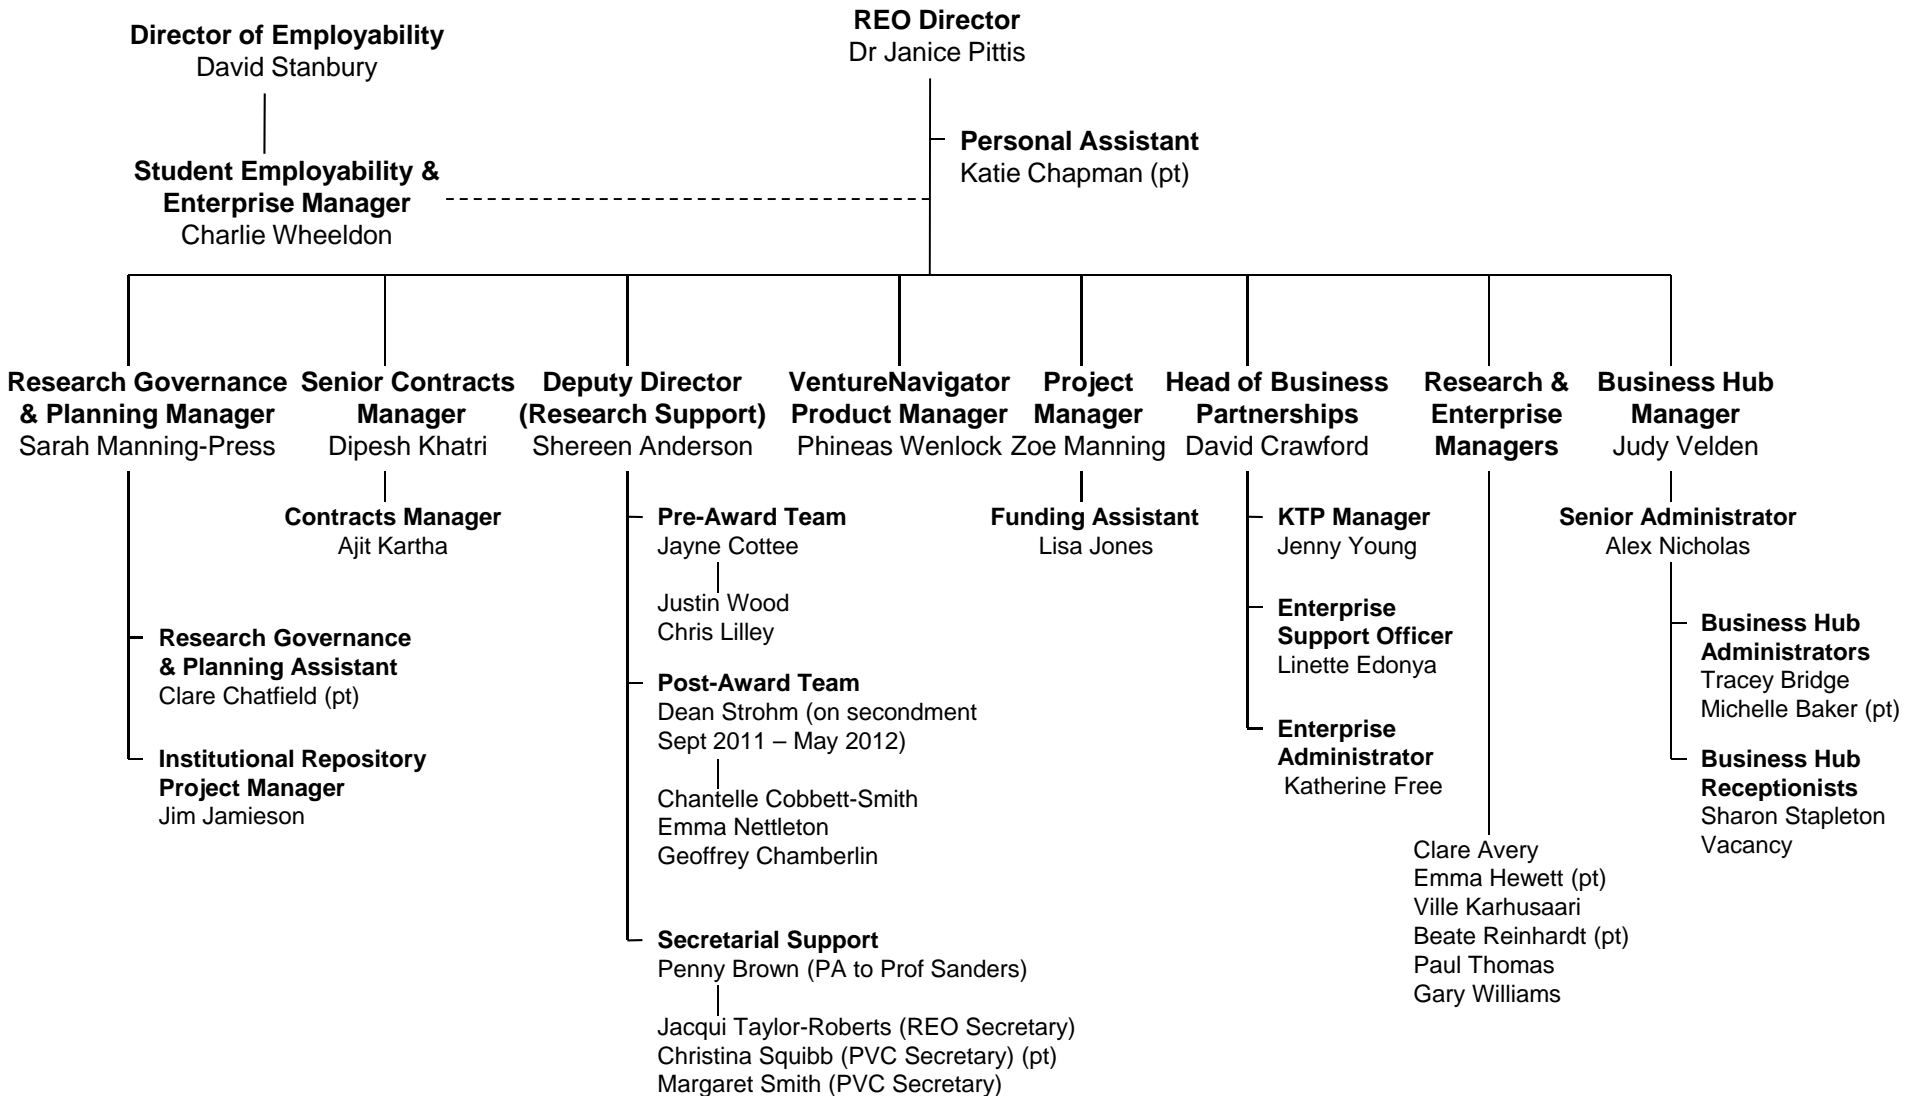 Director of Employability
David Stanbury
REO Director
Dr Janice Pittis
Personal Assistant
Katie Chapman (pt)
Student Employability &
Enterprise Manager
Charlie Wheeldon
Research Governance
& Planning Manager
Sarah Manning-Press
Senior Contracts
Manager
Dipesh Khatri
Deputy Director
(Research Support)
Shereen Anderson
VentureNavigator
Product Manager
Phineas Wenlock
Project
Manager
Zoe Manning
Head of Business
Partnerships
David Crawford
Research &
Enterprise
Managers
Business Hub
Manager
Judy Velden
Research Governance
& Planning Assistant
Clare Chatfield (pt)
Institutional Repository
Project Manager
Jim Jamieson
Contracts Manager
Ajit Kartha
Pre-Award Team
Jayne Cottee
Justin Wood
Chris Lilley
Post-Award Team
Dean Strohm (on secondment
Sept 2011 – May 2012)
Chantelle Cobbett-Smith
Emma Nettleton
Geoffrey Chamberlin
Secretarial Support
Penny Brown (PA to Prof Sanders)
Jacqui Taylor-Roberts (REO Secretary)
Christina Squibb (PVC Secretary) (pt)
Margaret Smith (PVC Secretary)
Funding Assistant
Lisa Jones
KTP Manager
Jenny Young
Enterprise
Support Officer
Linette Edonya
Enterprise
Administrator
Katherine Free
Clare Avery
Emma Hewett (pt)
Ville Karhusaari
Beate Reinhardt (pt)
Paul Thomas
Gary Williams
Senior Administrator
Alex Nicholas
Business Hub
Administrators
Tracey Bridge
Michelle Baker (pt)
Business Hub
Receptionists
Sharon Stapleton
Vacancy